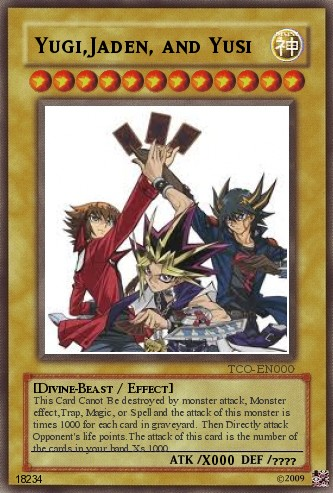 YUGI,JADEN, AND YUSI
神
TCO-EN000
[DIVINE-BEAST / EFFECT]
This Card Canot Be destroyed by monster attack, Monster
effect,Trap, Magic, or Spell and the attack of this monster is
times 1000 for each card in graveyard. Then Directly attack
Opponent's life points.The attack of this card is the number of
the cards in your hand Xs 1000
ATK /X000 DEF /????
18234
©2009